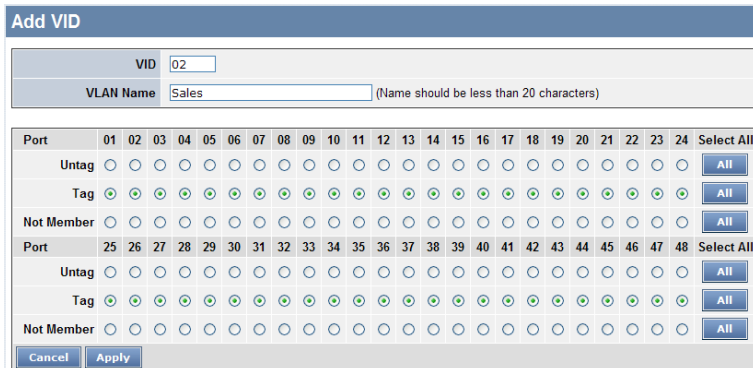 Add VID
VID 02
VLAN Name Sales (Name should be less than 20 characters)
Port 01 02 03 04 05 06 07 08 09 10 11 12 13 14 15 16 17 18 19 20 21 22 23 24 Select All
Untag All
Tag All
Not Member All
Port 25 26 27 28 29 30 31 32 33 34 35 36 37 38 39 40 41 42 43 44 45 46 47 48 Select All
Untag All
Tag All
Not Member All
Cancel Apply